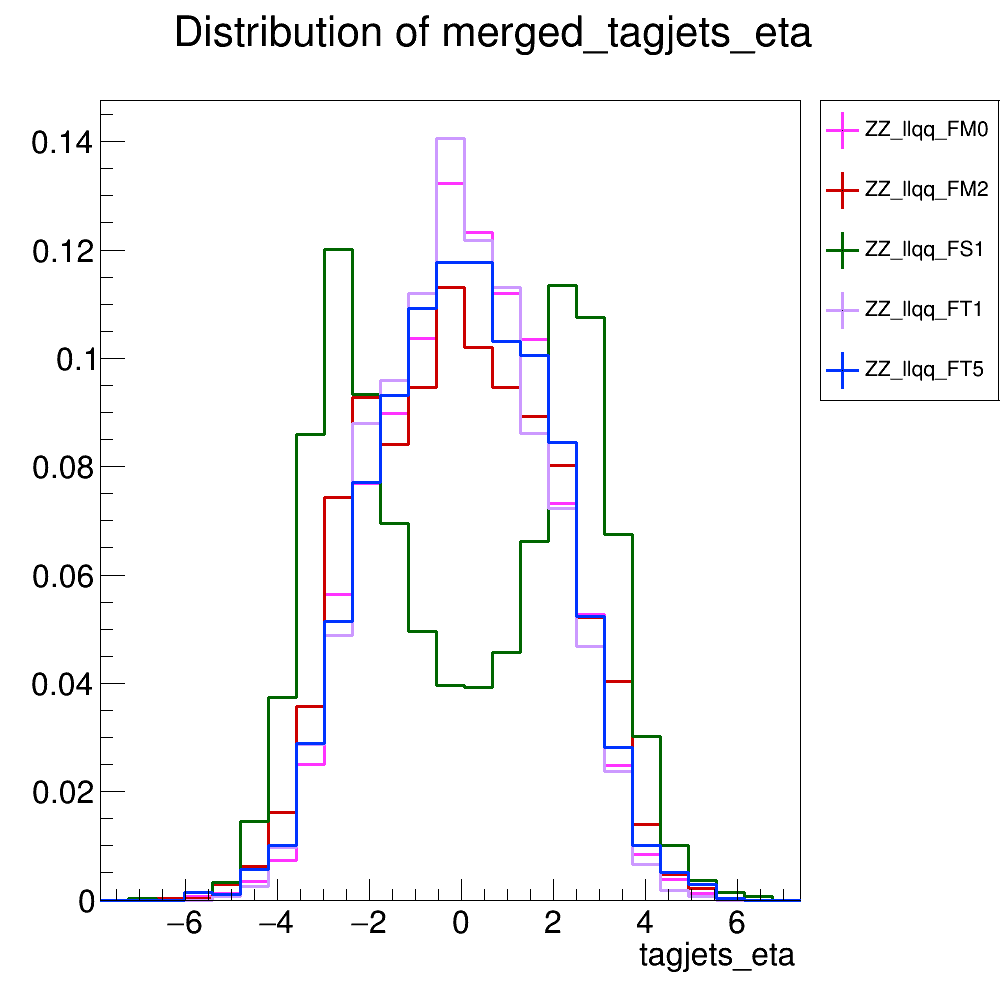 Distribution of merged_tagjets_eta
0.14
0.12
0.1
0.08
0.06
0.04
0.02
0
−6 −4 −2 0 2 4 6
tagjets_eta
ZZ_llqq_FM0
ZZ_llqq_FM2
ZZ_llqq_FS1
ZZ_llqq_FT1
ZZ_llqq_FT5